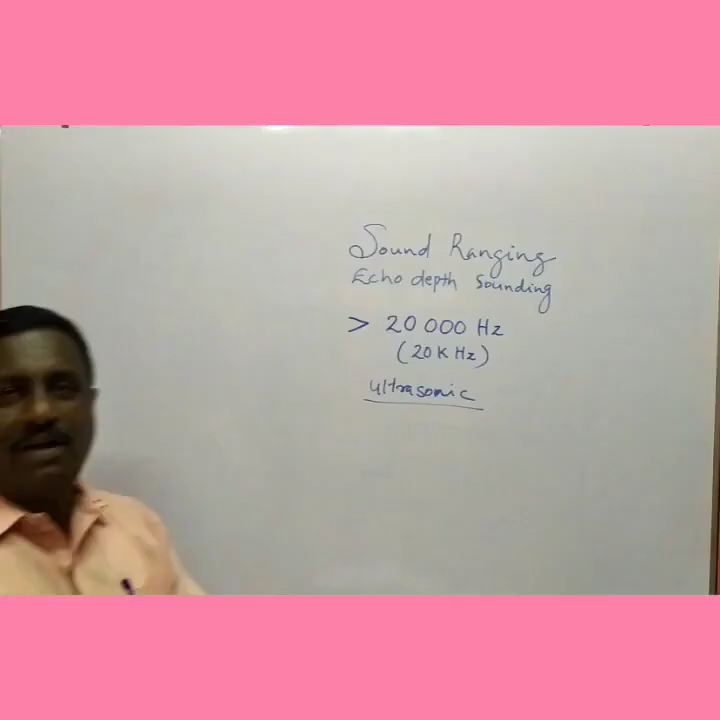 Sound Ranging
Echo depth Sounding
> 20 000 Hz
(20 K Hz)
ultrasonic